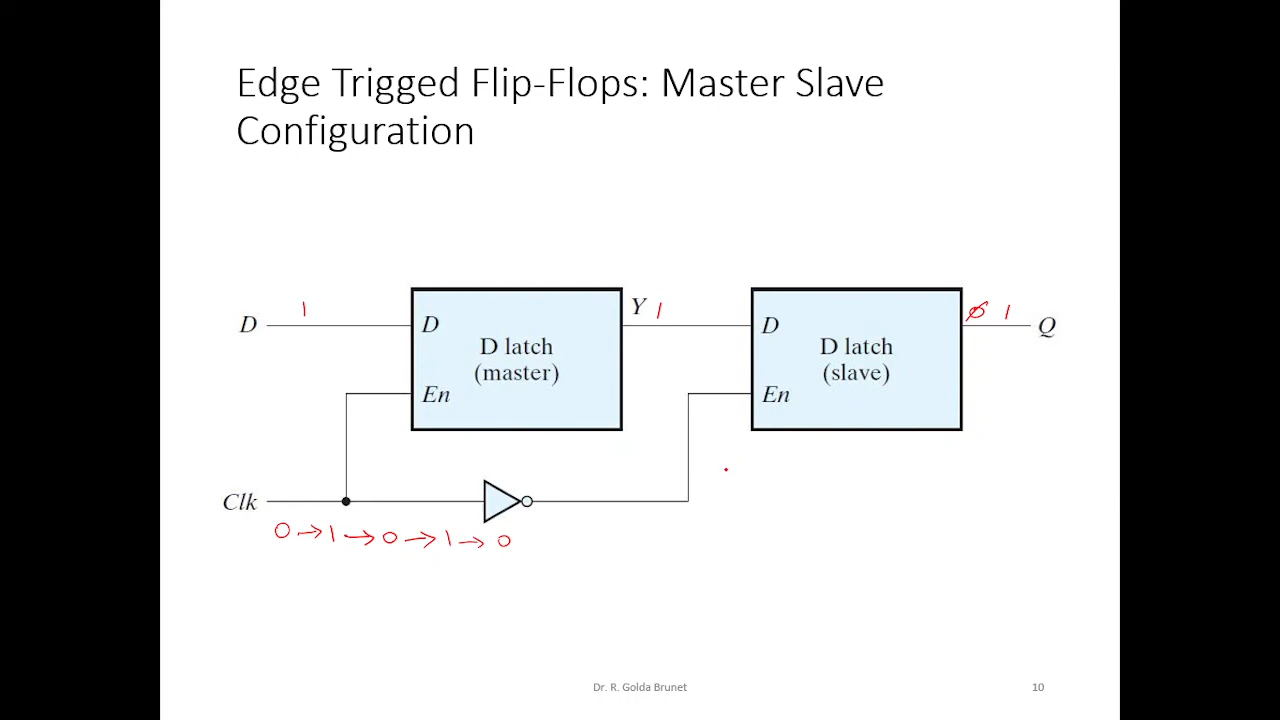 Edge Trigged Flip-Flops: Master Slave
Configuration
D 1 D D latch (master) Y 1 D D latch (slave) 0 1 Q
En En
Clk
0 → 1 → 0 → 1 → 0
Dr. R. Golda Brunet 10